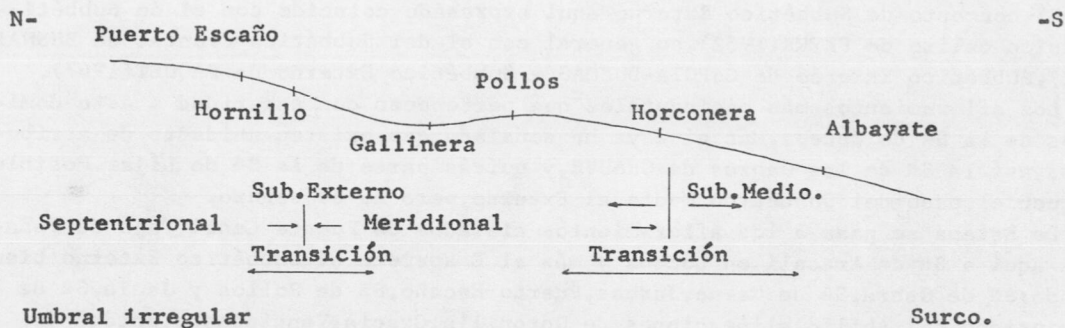 N- -S
Puerto Escaño
Pollos
Hornillo Horconera
Albayate
Gallinera
Sub.Externo Sub.Medio.
Septentrional Meridional
Transición Transición
Umbral irregular Surco.